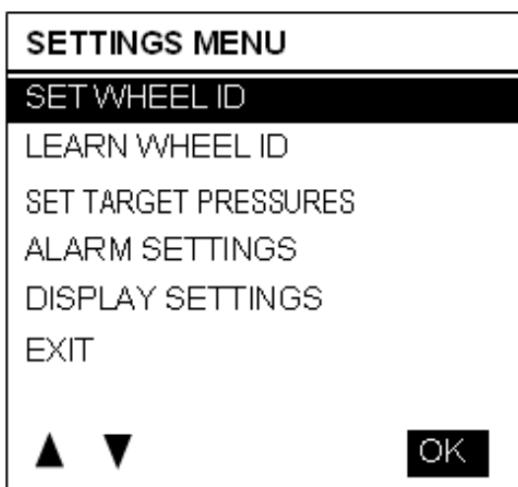 SETTINGS MENU
SET WHEEL ID
LEARN WHEEL ID
SET TARGET PRESSURES
ALARM SETTINGS
DISPLAY SETTINGS
EXIT
▲ ▼ OK